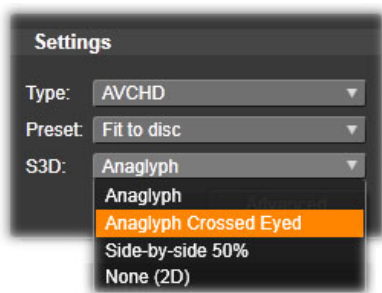 Settings
Type: AVCHD
Preset: Fit to disc
S3D: Anaglyph
Anaglyph
Advanced
Anaglyph Crossed Eyed
Side-by-side 50%
None (2D)